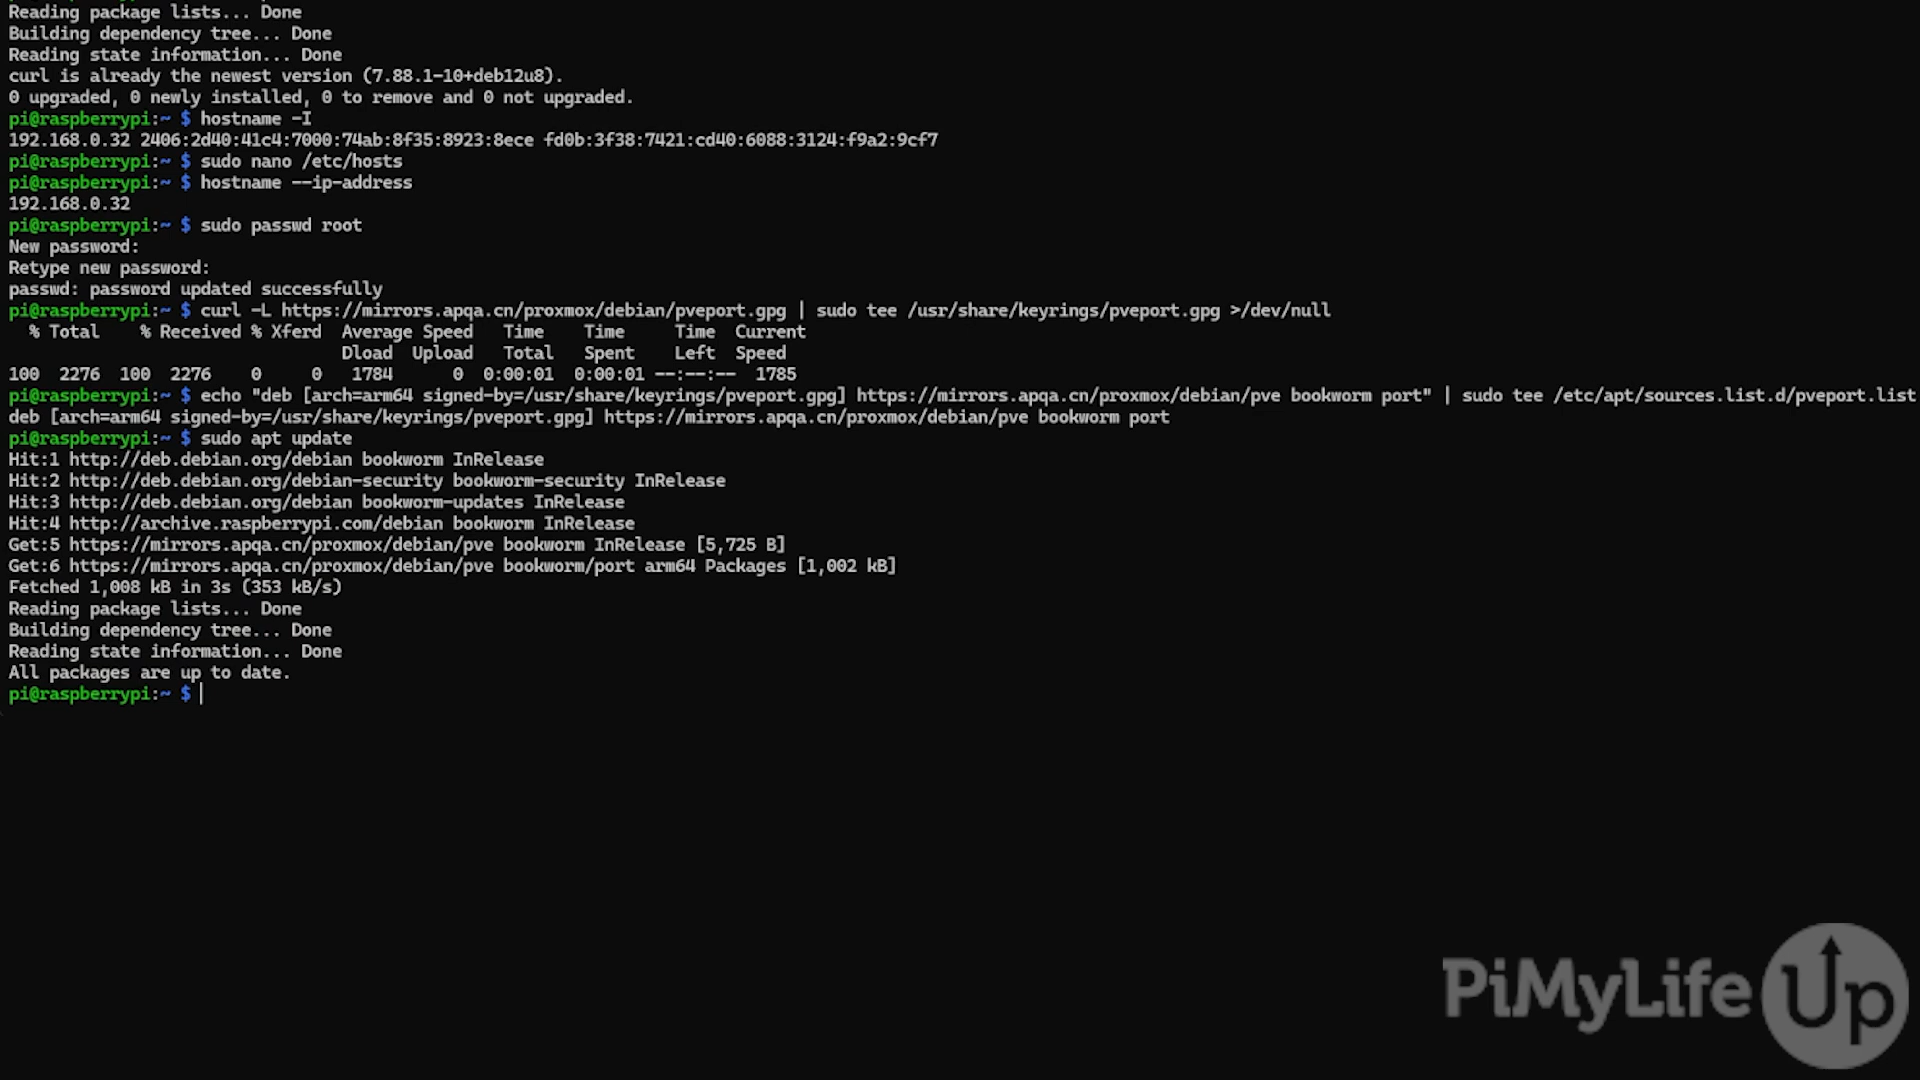 Reading package lists... Done
Building dependency tree... Done
Reading state information... Done
curl is already the newest version (7.88.1-10+deb12u8).
0 upgraded, 0 newly installed, 0 to remove and 0 not upgraded.
pi@raspberrypi:~ $ hostname -I
192.168.0.32 2406:2d40:41c4:7000:74ab:8f35:8923:8ece fd0b:3f38:7421:cd40:6088:3124:f9a2:9cf7
pi@raspberrypi:~ $ sudo nano /etc/hosts
pi@raspberrypi:~ $ hostname --ip-address
192.168.0.32
pi@raspberrypi:~ $ sudo passwd root
New password:
Retype new password:
passwd: password updated successfully
pi@raspberrypi:~ $ curl -L https://mirrors.apqa.cn/proxmox/debian/pveport.gpg | sudo tee /usr/share/keyrings/pveport.gpg >/dev/null
  % Total    % Received % Xferd  Average Speed   Time    Time     Time  Current
                                 Dload  Upload   Total   Spent    Left  Speed
100  2276  100  2276    0     0   1784      0  0:00:01  0:00:01 --:--:--  1785
pi@raspberrypi:~ $ echo "deb [arch=arm64 signed-by=/usr/share/keyrings/pveport.gpg] https://mirrors.apqa.cn/proxmox/debian/pve bookworm port" | sudo tee /etc/apt/sources.list.d/pveport.list
deb [arch=arm64 signed-by=/usr/share/keyrings/pveport.gpg] https://mirrors.apqa.cn/proxmox/debian/pve bookworm port
pi@raspberrypi:~ $ sudo apt update
Hit:1 http://deb.debian.org/debian bookworm InRelease
Hit:2 http://deb.debian.org/debian-security bookworm-security InRelease
Hit:3 http://deb.debian.org/debian bookworm-updates InRelease
Hit:4 http://archive.raspberrypi.com/debian bookworm InRelease
Get:5 https://mirrors.apqa.cn/proxmox/debian/pve bookworm InRelease [5,725 B]
Get:6 https://mirrors.apqa.cn/proxmox/debian/pve bookworm/port arm64 Packages [1,002 kB]
Fetched 1,008 kB in 3s (353 kB/s)
Reading package lists... Done
Building dependency tree... Done
Reading state information... Done
All packages are up to date.
pi@raspberrypi:~ $
PiMyLifeUp